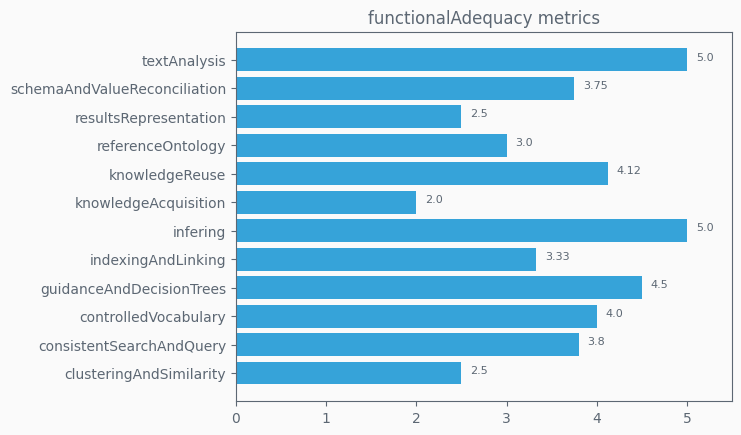 functionalAdequacy metrics
textAnalysis 5.0
schemaAndValueReconciliation 3.75
resultsRepresentation 2.5
referenceOntology 3.0
knowledgeReuse 4.12
knowledgeAcquisition 2.0
infering 5.0
indexingAndLinking 3.33
guidanceAndDecisionTrees 4.5
controlledVocabulary 4.0
consistentSearchAndQuery 3.8
clusteringAndSimilarity 2.5
0 1 2 3 4 5